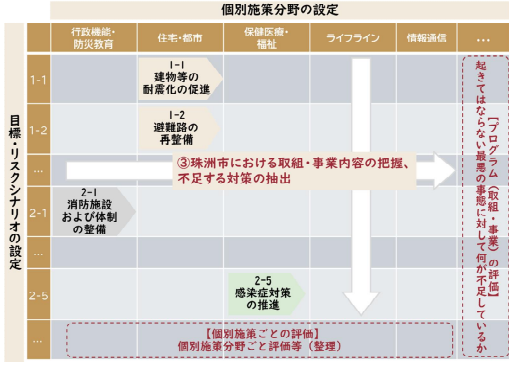 個別施策分野の設定
行政機能・
防災教育
住宅・都市
保健医療・
福祉
ライフライン
情報通信
...
目標・リスクシナリオの設定
1-1
1-1
建物等の
耐震化の促進
1-2
1-2
避難路の
再整備
...
③珠洲市における取組・事業内容の把握、
不足する対策の抽出
2-1
2-1
消防施設
および体制
の整備
...
2-5
2-5
感染症対策
の推進
...
【個別施策ごとの評価】
個別施策分野ごと評価等（整理）
【プログラム（取組・事業）の評価】
起きてはならない最悪の事態に対して何が不足しているか